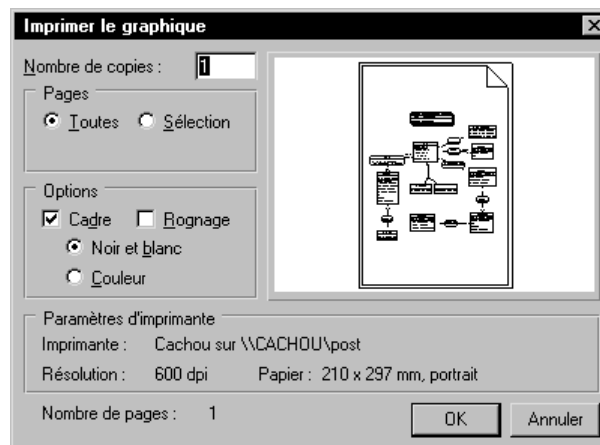 Imprimer le graphique
Nombre de copies : 1
Pages
Toutes Sélection
Options
Cadre Rognage
Noir et blanc
Couleur
Paramètres d'imprimante
Imprimante : Cachou sur \\CACHOU\post
Résolution : 600 dpi Papier : 210 x 297 mm, portrait
Nombre de pages : 1
OK Annuler